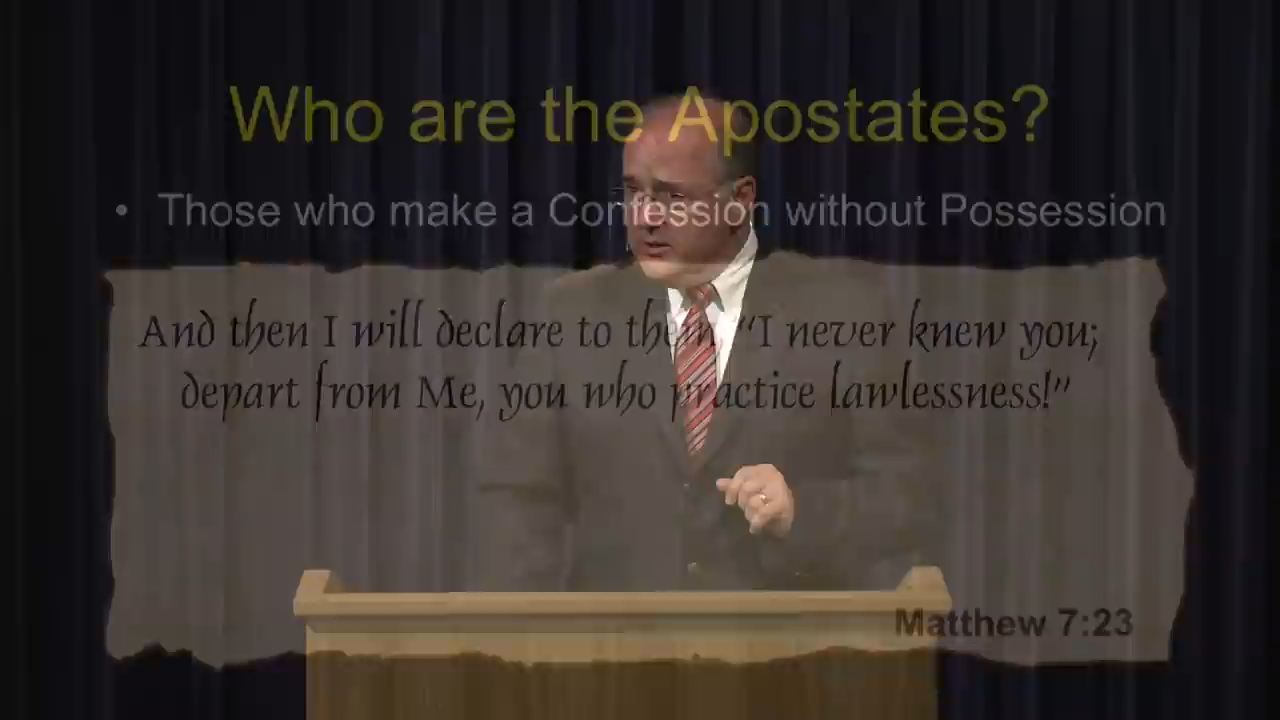 Who are the Apostates?
• Those who make a Confession without Possession
And then I will declare to them, “I never knew you;
depart from Me, you who practice lawlessness!”
Matthew 7:23